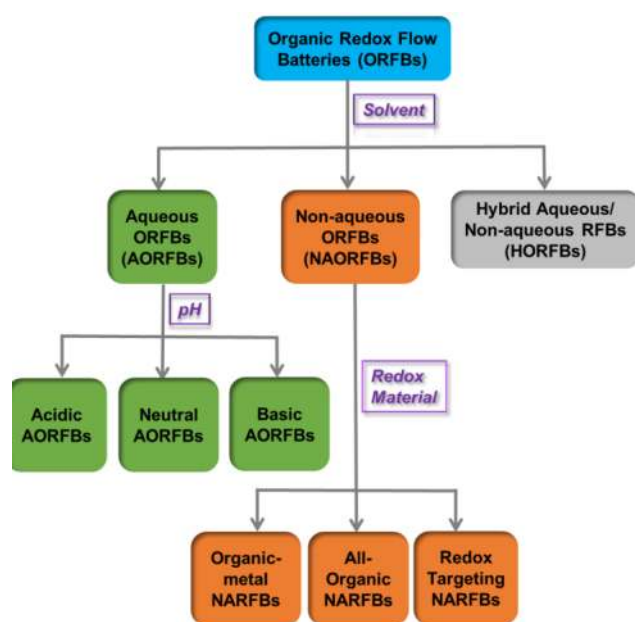 Organic Redox Flow
Batteries (ORFBs)
Solvent
Aqueous
ORFBs
(AORFBs)
Non-aqueous
ORFBs
(NAORFBs)
Hybrid Aqueous/
Non-aqueous RFBs
(HORFBs)
pH
Redox
Material
Acidic
AORFBs
Neutral
AORFBs
Basic
AORFBs
Organic-
metal
NARFBs
All-
Organic
NARFBs
Redox
Targeting
NARFBs